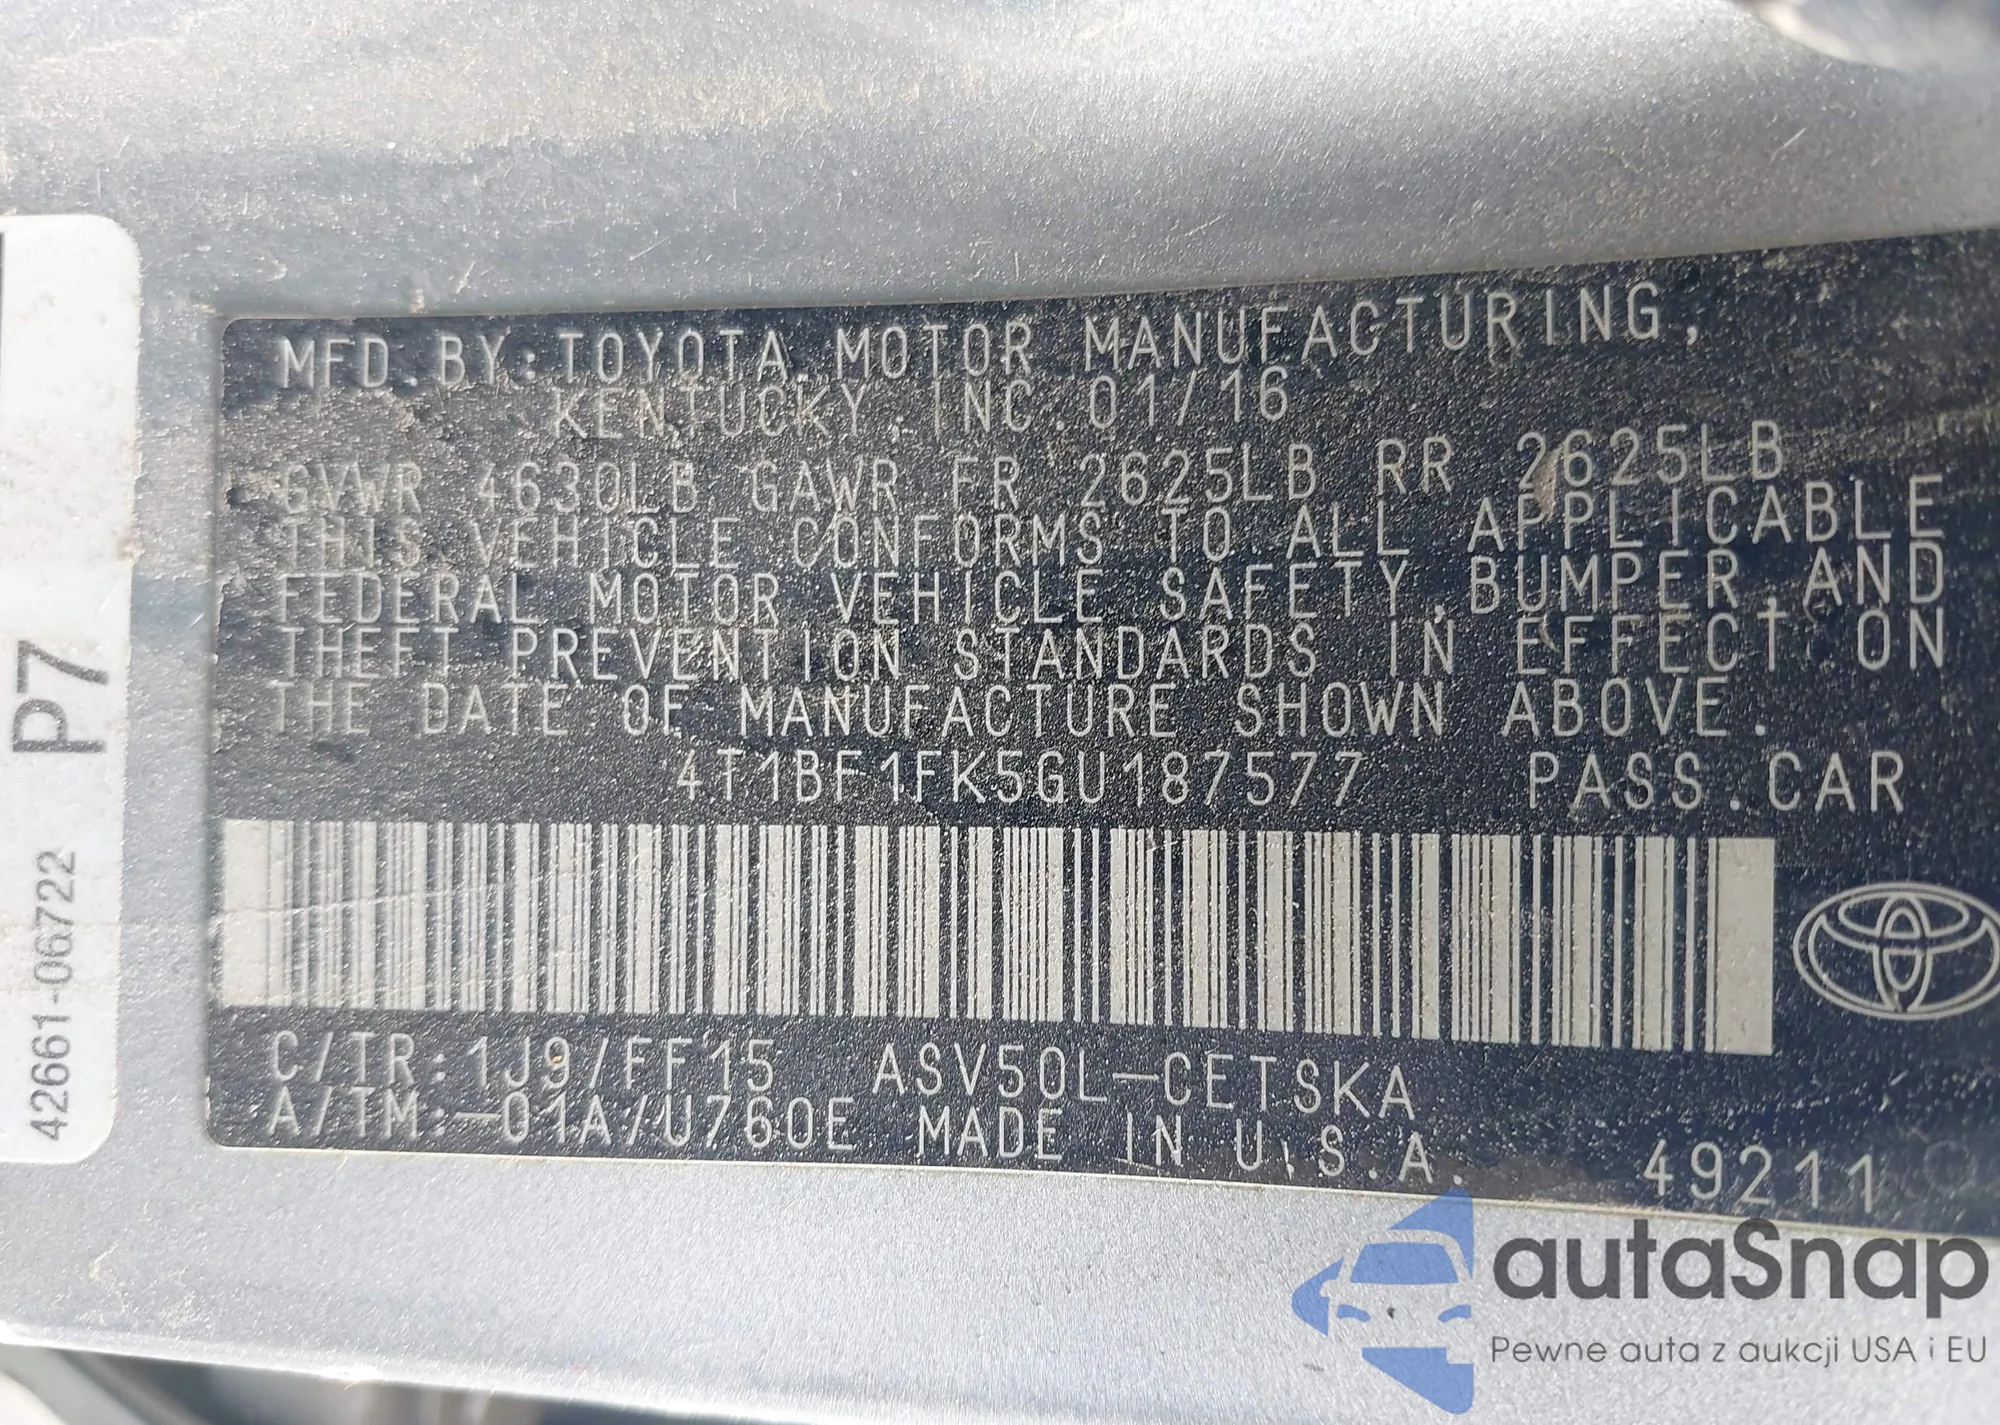 MFD.BY:TOYOTA MOTOR MANUFACTURING,
KENTUCKY, INC. 01/16
GVWR 4630LB GAWR FR 2625LB RR 2625LB
THIS VEHICLE CONFORMS TO ALL APPLICABLE
FEDERAL MOTOR VEHICLE SAFETY,BUMPER,AND
THEFT PREVENTION STANDARDS IN EFFECT ON
THE DATE OF MANUFACTURE SHOWN ABOVE.
4T1BF1FK5GU187577 PASS.CAR
C/TR:1J9/FF15 ASV50L-CETSKA
A/TM:-01A/U760E MADE IN U.S.A.
49211
P7
42661-06722
autaSnap
Pewne auta z aukcji USA i EU